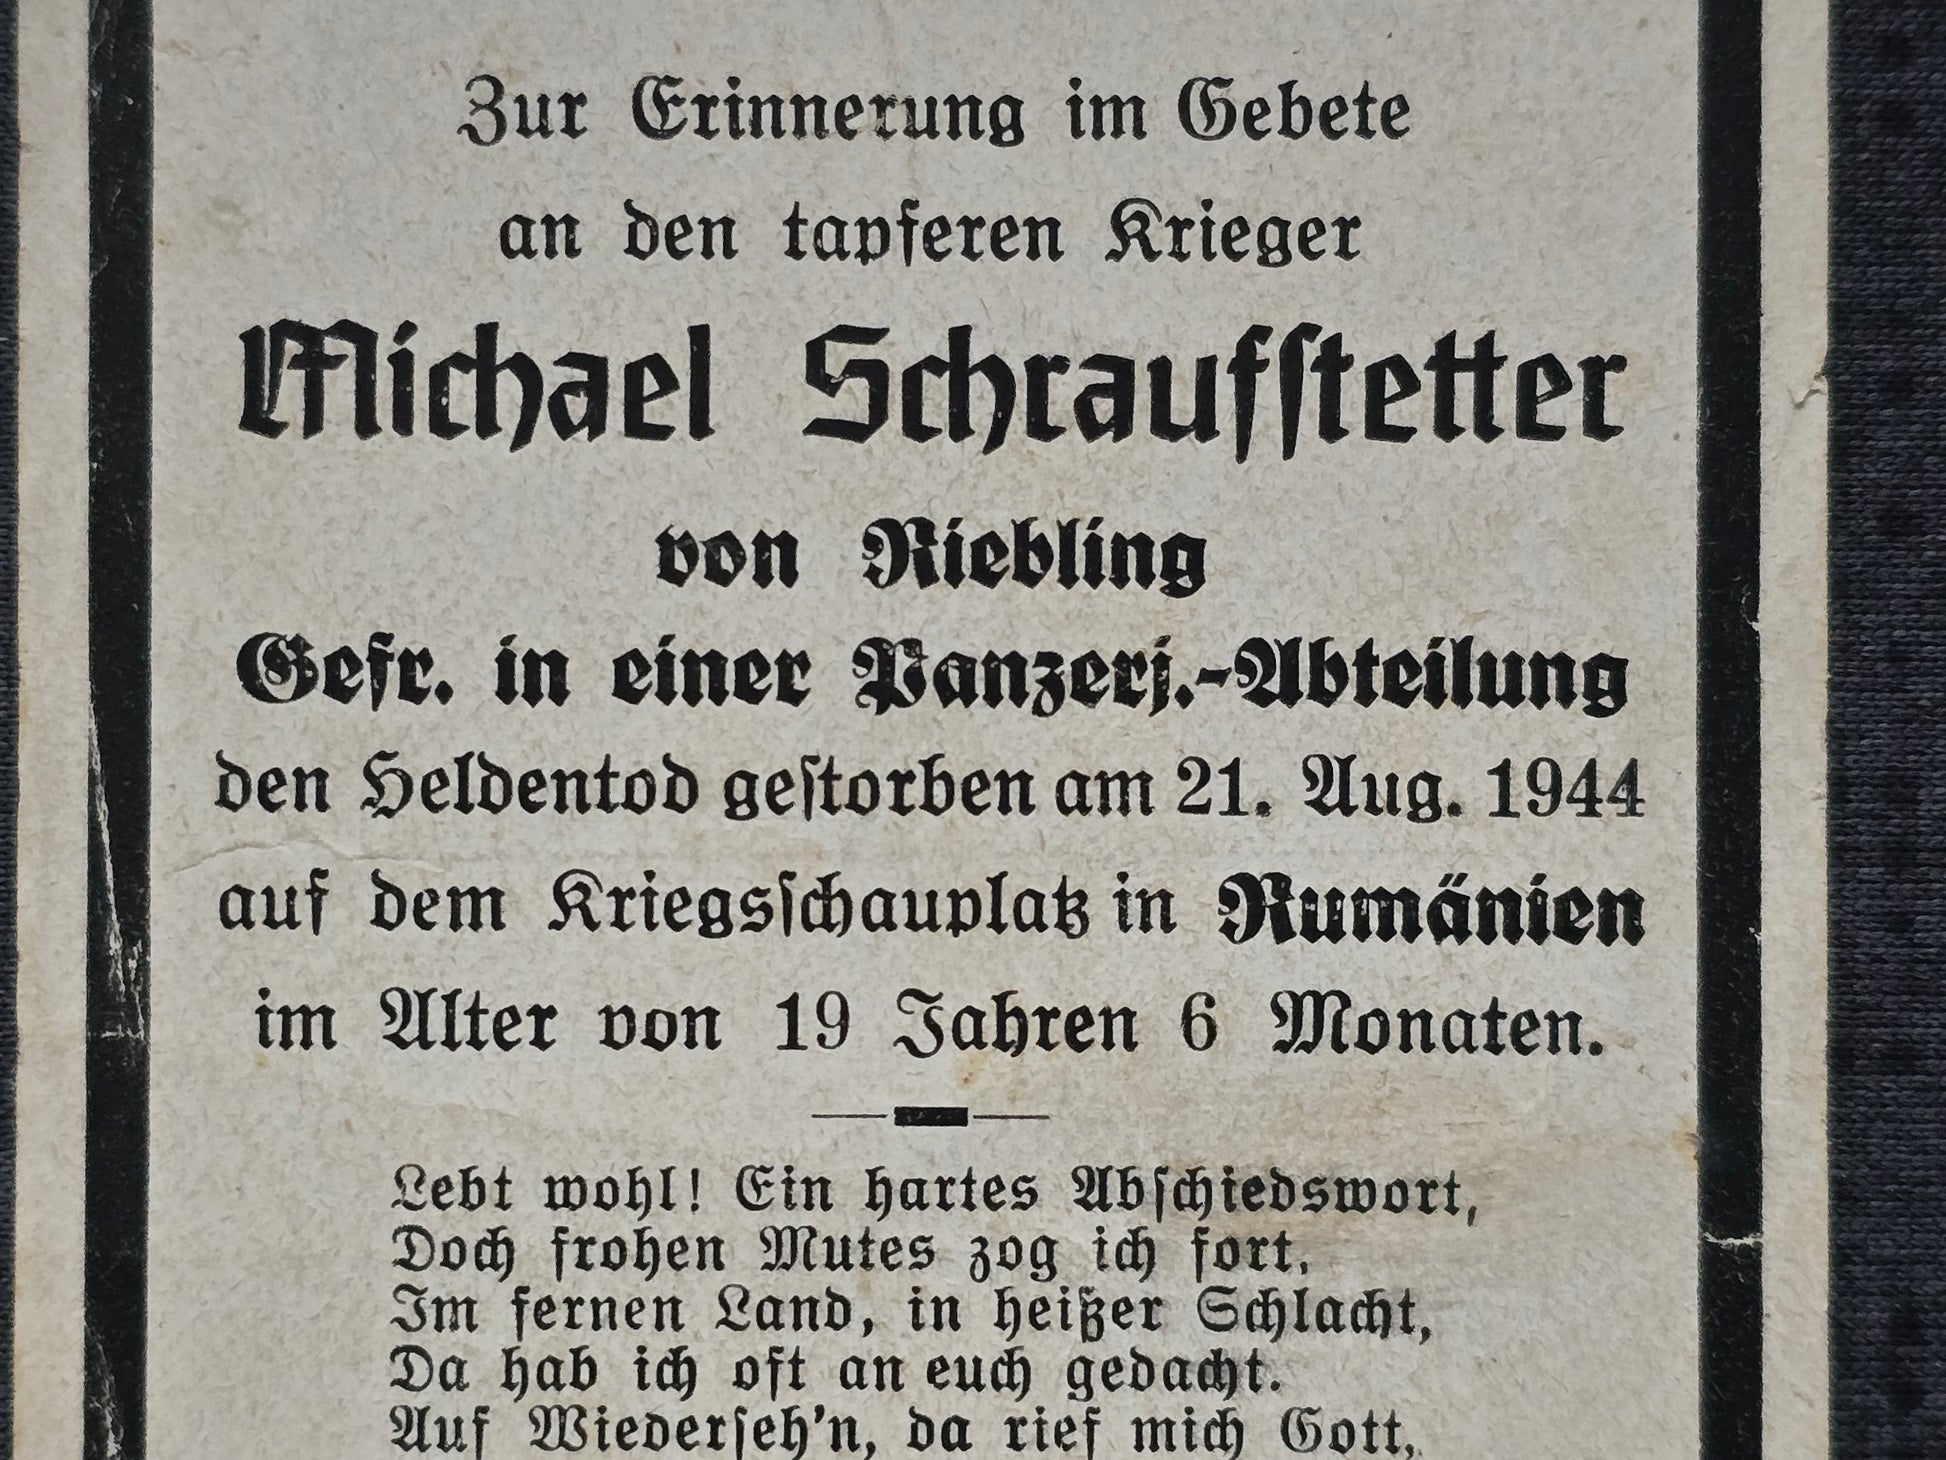 Zur Erinnerung im Gebete
an den tapferen Krieger
Michael Schraufstetter
von Riebling
Gefr. in einer Panzerj.-Abteilung
den Heldentod gestorben am 21. Aug. 1944
auf dem Kriegsschauplatz in Rumänien
im Alter von 19 Jahren 6 Monaten.
Lebt wohl! Ein hartes Abschiedswort,
Doch frohen Mutes zog ich fort,
Im fernen Land, in heißer Schlacht,
Da hab ich oft an euch gedacht.
Auf Wiederseh'n, da rief mich Gott,